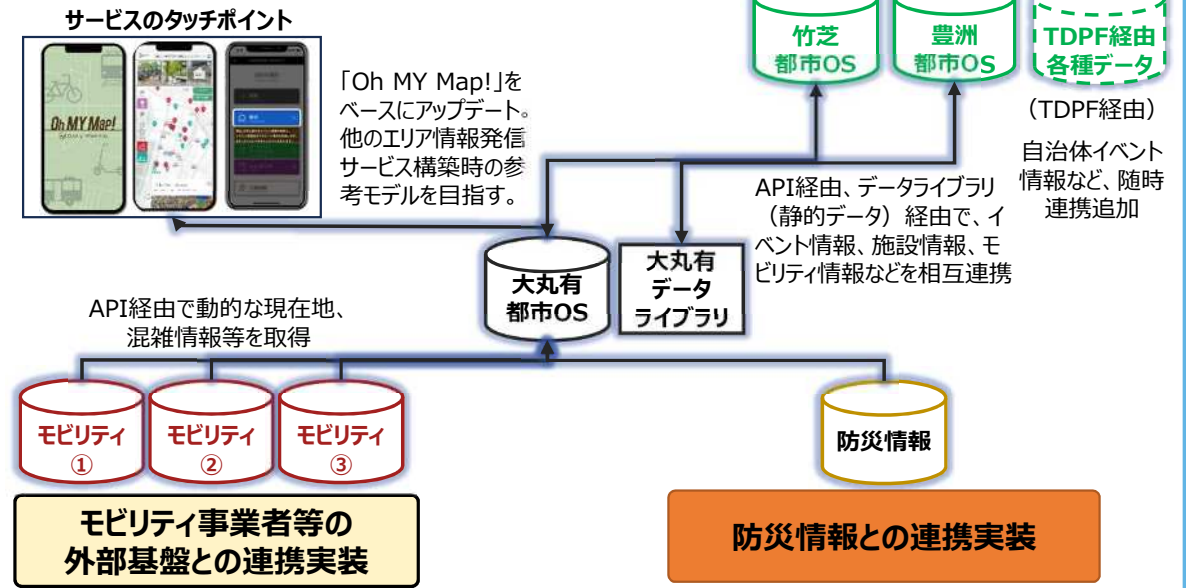 サービスのタッチポイント
Oh MY Map!
「Oh MY Map!」を
ベースにアップデート。
他のエリア情報発信
サービス構築時の参
考モデルを目指す。
竹芝
都市OS
豊洲
都市OS
TDPF経由
各種データ
（TDPF経由）
自治体イベント
情報など、随時
連携追加
API経由、データライブラリ
（静的データ）経由で、イ
ベント情報、施設情報、モ
ビリティ情報などを相互連携
大丸有
都市OS
大丸有
データ
ライブラリ
API経由で動的な現在地、
混雑情報等を取得
モビリティ
①
モビリティ
②
モビリティ
③
防災情報
モビリティ事業者等の
外部基盤との連携実装
防災情報との連携実装